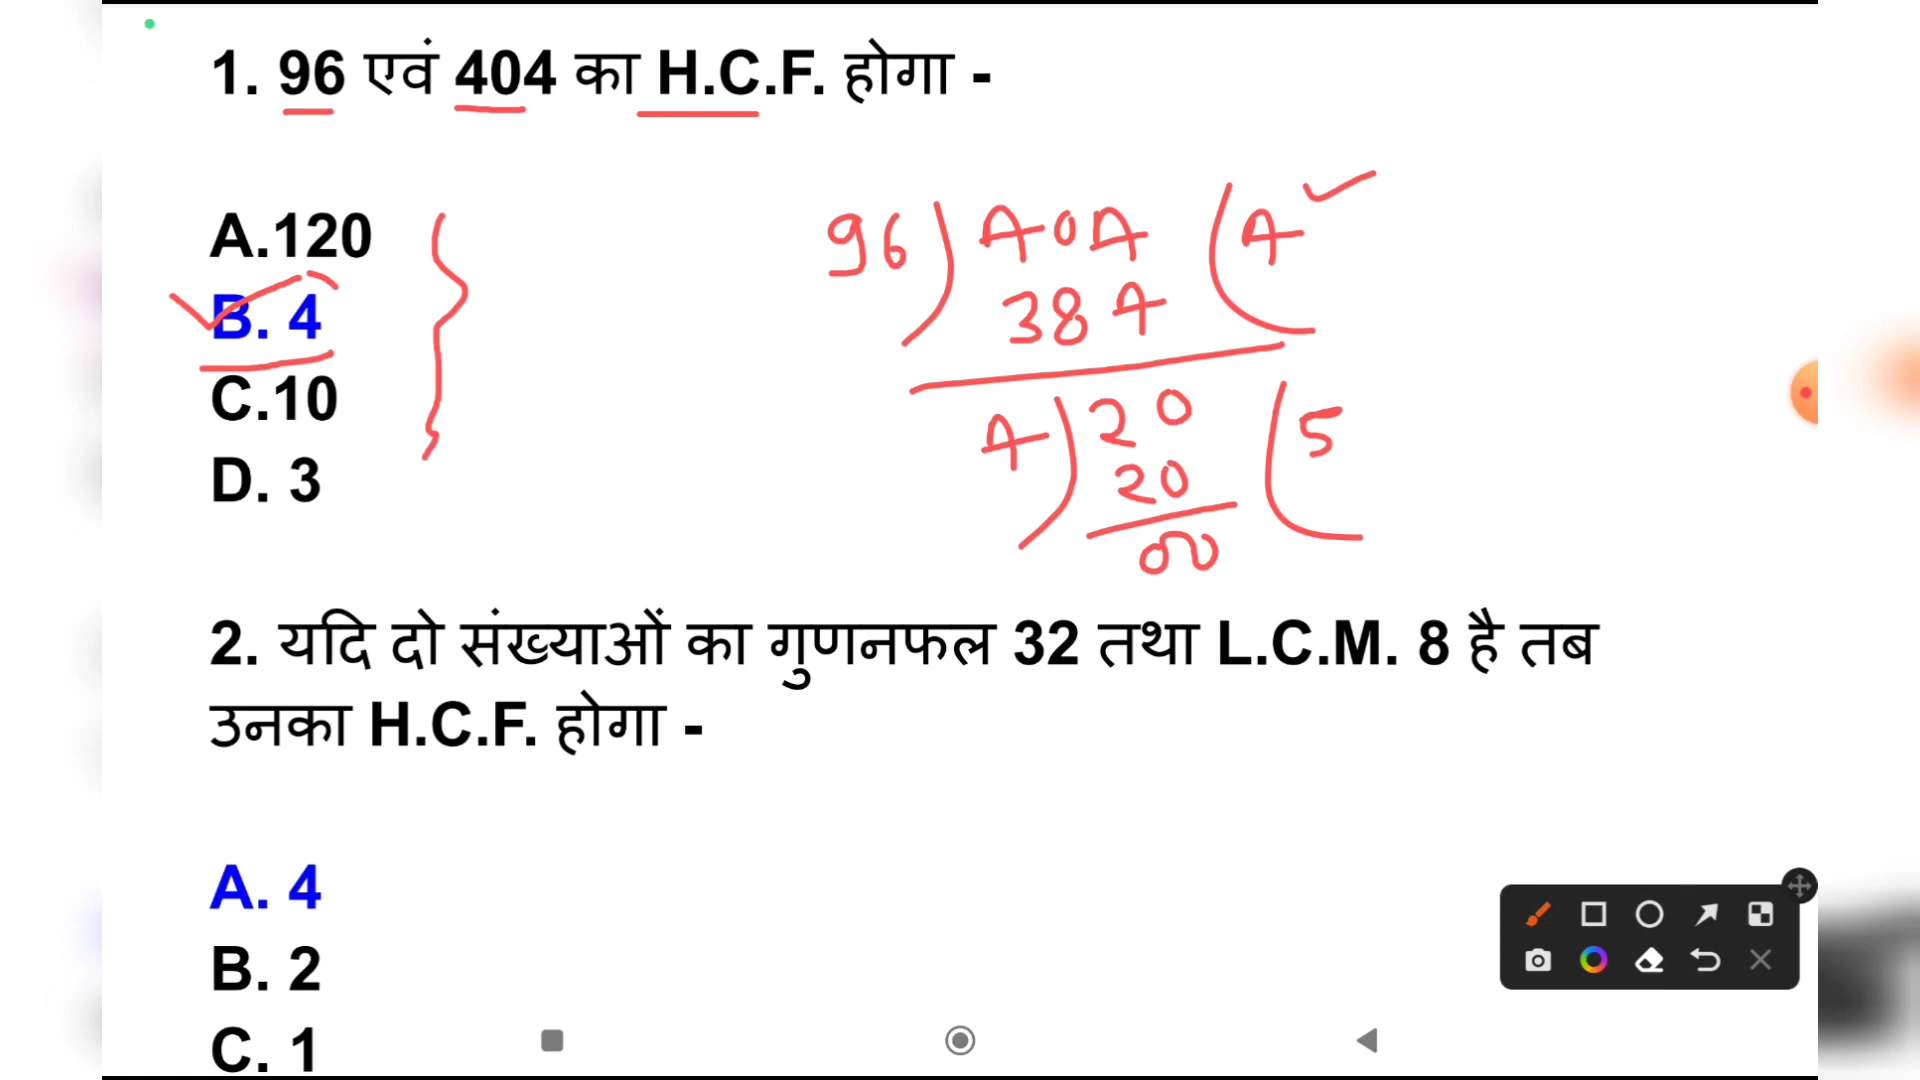 1. 96 एवं 404 का H.C.F. होगा -
A.120
B. 4
C.10
D. 3
96 ) 404 ( 4
384
4 ) 20 ( 5
20
00
2. यदि दो संख्याओं का गुणनफल 32 तथा L.C.M. 8 है तब
उनका H.C.F. होगा -
A. 4
B. 2
C. 1